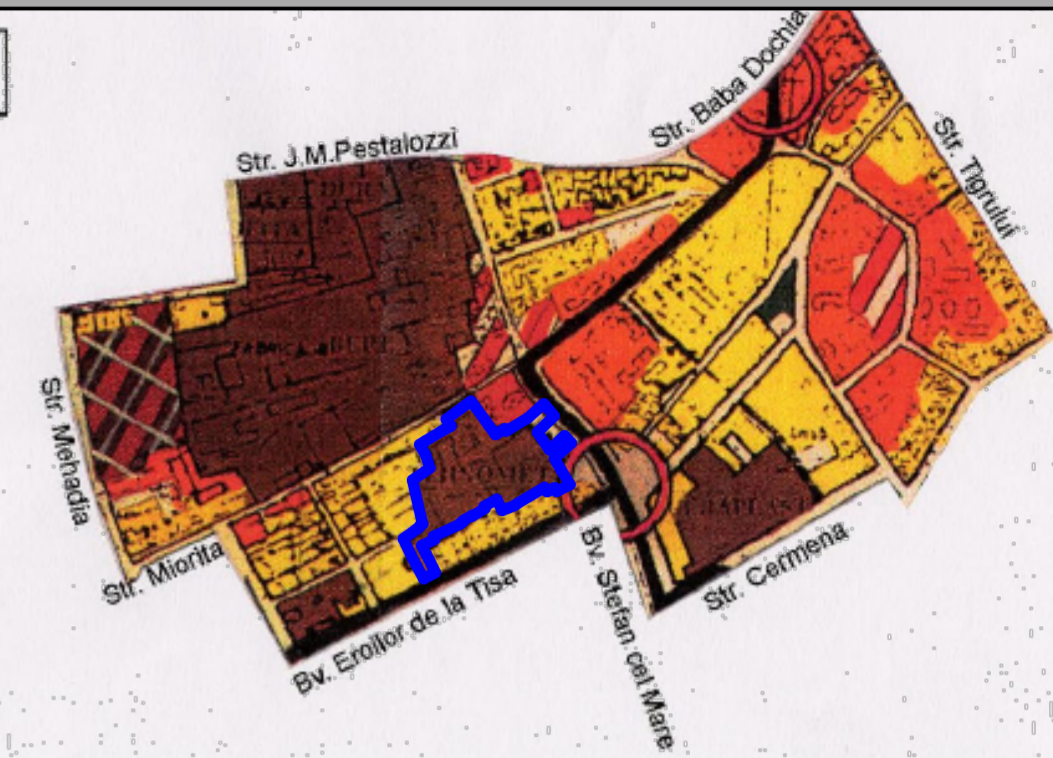 Str. Baba Dochia
Str. J.M.Pestalozzi
Str. Tigrului
Str. Mehadia
Str. Miorita
Bv. Eroilor de la Tisa
Bv. Stefan cel Mare
Str. Cermena